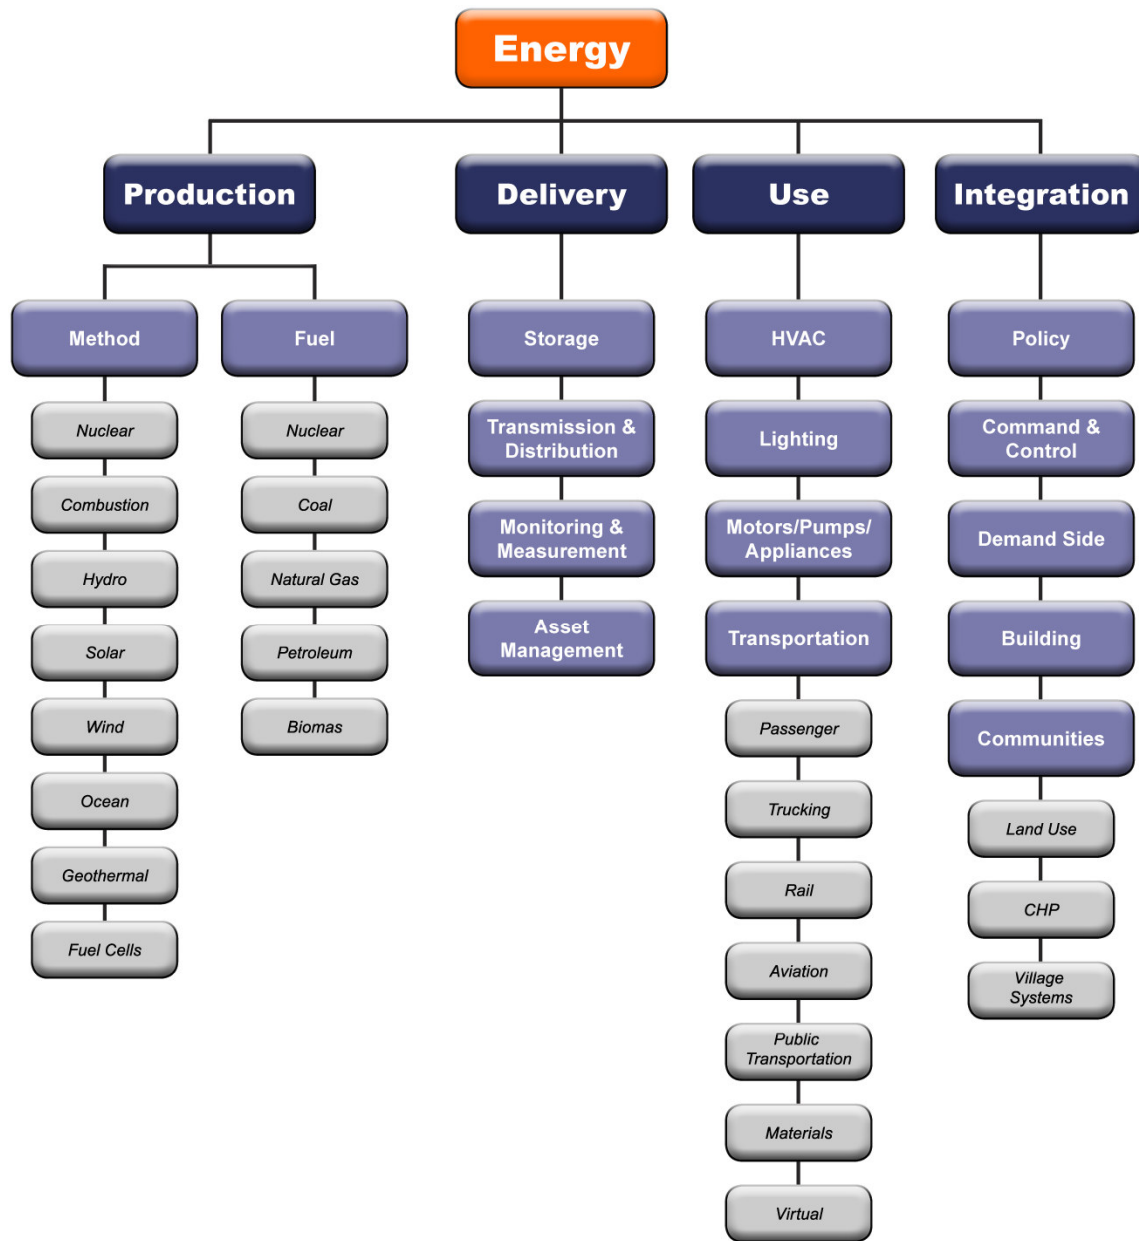 Energy
Production
Delivery
Use
Integration
Method
Fuel
Storage
HVAC
Policy
Nuclear
Nuclear
Transmission &
Distribution
Lighting
Command &
Control
Combustion
Coal
Monitoring &
Measurement
Motors/Pumps/
Appliances
Demand Side
Hydro
Natural Gas
Solar
Petroleum
Asset
Management
Transportation
Building
Wind
Biomas
Passenger
Communities
Ocean
Trucking
Land Use
Geothermal
Rail
CHP
Fuel Cells
Aviation
Village
Systems
Public
Transportation
Materials
Virtual